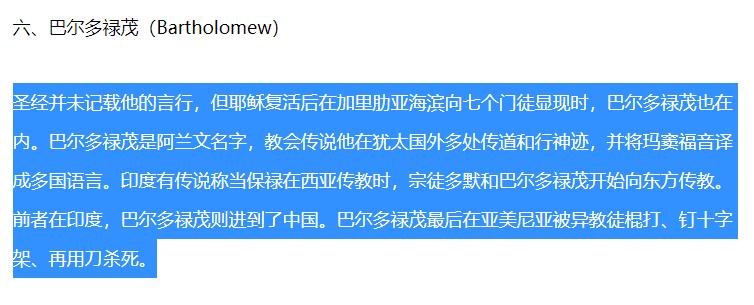 六、巴尔多禄茂（Bartholomew）
圣经并未记载他的言行，但耶稣复活后在加里肋亚海滨向七个门徒显现时，巴尔多禄茂也在
内。巴尔多禄茂是阿兰文名字，教会传说他在犹太国外多处传道和行神迹，并将玛窦福音译
成多国语言。印度有传说称当保禄在西亚传教时，宗徒多默和巴尔多禄茂开始向东方传教。
前者在印度，巴尔多禄茂则进到了中国。巴尔多禄茂最后在亚美尼亚被异教徒棍打、钉十字
架、再用刀杀死。